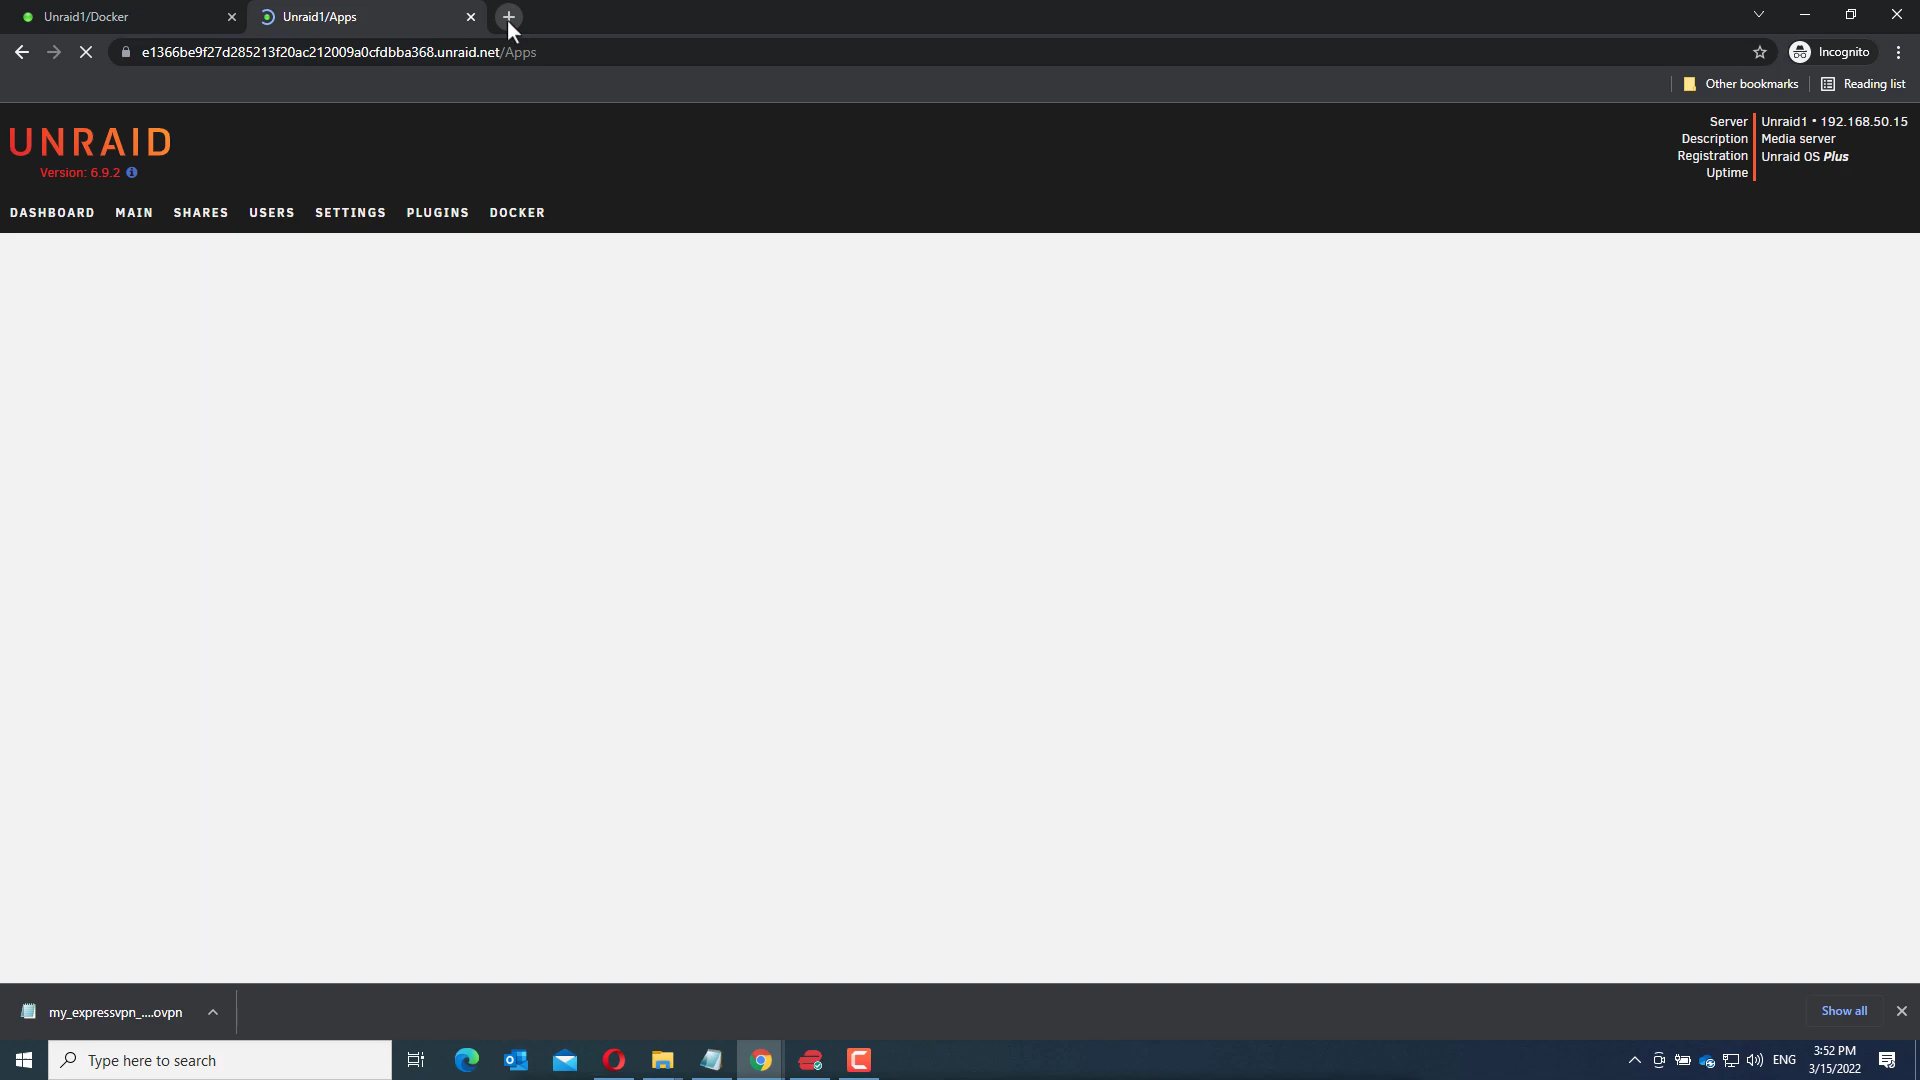 Unraid1/Docker
Unraid1/Apps
e1366be9f27d285213f20ac212009a0cfdbba368.unraid.net/Apps
Incognito
Other bookmarks
Reading list
UNRAID
Version: 6.9.2
Server
Description
Registration
Uptime
Unraid1 • 192.168.50.15
Media server
Unraid OS Plus
DASHBOARD MAIN SHARES USERS SETTINGS PLUGINS DOCKER
my_expressvpn_....ovpn
Show all
Type here to search
ENG
3:52 PM
3/15/2022